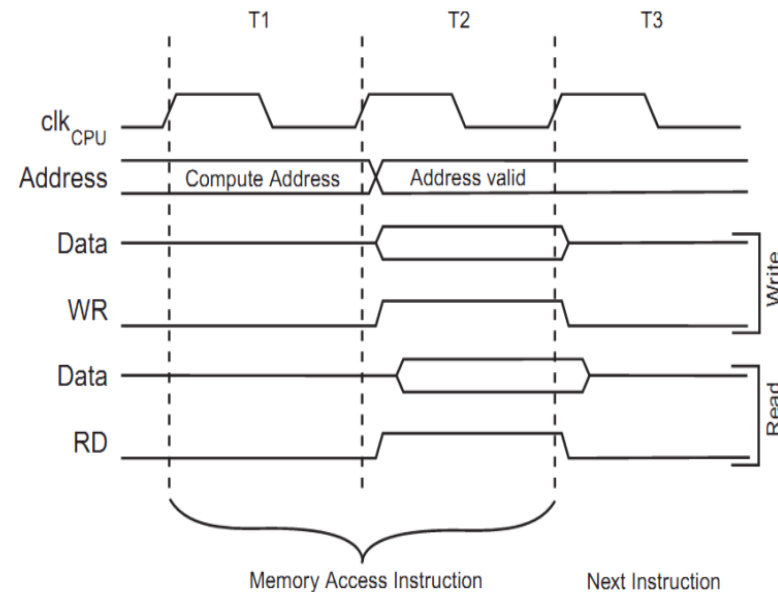 T1 T2 T3
clkCPU
Address Compute Address Address valid
Data
WR
Write
Data
RD
Read
Memory Access Instruction Next Instruction